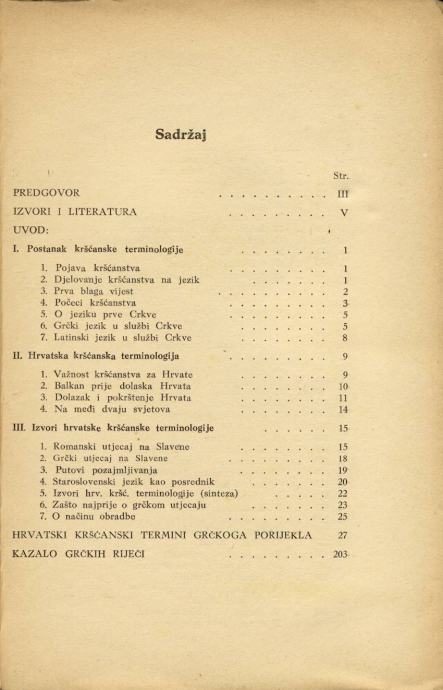 Sadržaj
Str.
PREDGOVOR . . . . . . . . . . III
IZVORI I LITERATURA . . . . . . . . . V
UVOD:
I. Postanak kršćanske terminologije . . . . . . . . 1
1. Pojava kršćanstva . . . . . . . . . 1
2. Djelovanje kršćanstva na jezik . . . . . . . . 1
3. Prva blaga vijest . . . . . . . . . . 2
4. Počeci kršćanstva . . . . . . . . . 3
5. O jeziku prve Crkve . . . . . . . . . 5
6. Grčki jezik u službi Crkve . . . . . . . . . 5
7. Latinski jezik u službi Crkve . . . . . . . . 8
II. Hrvatska kršćanska terminologija . . . . . . . . . 9
1. Važnost kršćanstva za Hrvate . . . . . . . . 9
2. Balkan prije dolaska Hrvata . . . . . . . . 10
3. Dolazak i pokrštenje Hrvata . . . . . . . . 11
4. Na međi dvaju svjetova . . . . . . . . 14
III. Izvori hrvatske kršćanske terminologije . . . . . . 15
1. Romanski utjecaj na Slavene . . . . . . . . 15
2. Grčki utjecaj na Slavene . . . . . . . . . 18
3. Putovi pozajmljivanja . . . . . . . . 19
4. Staroslovenski jezik kao posrednik . . . . . . . 20
5. Izvori hrv. kršć. terminologije (sinteza) . . . . . . 22
6. Zašto najprije o grčkom utjecaju . . . . . . . 23
7. O načinu obradbe . . . . . . . . . 25
HRVATSKI KRŠĆANSKI TERMINI GRČKOGA PORIJEKLA 27
KAZALO GRČKIH RIJEČI . . . . . . . . . 203